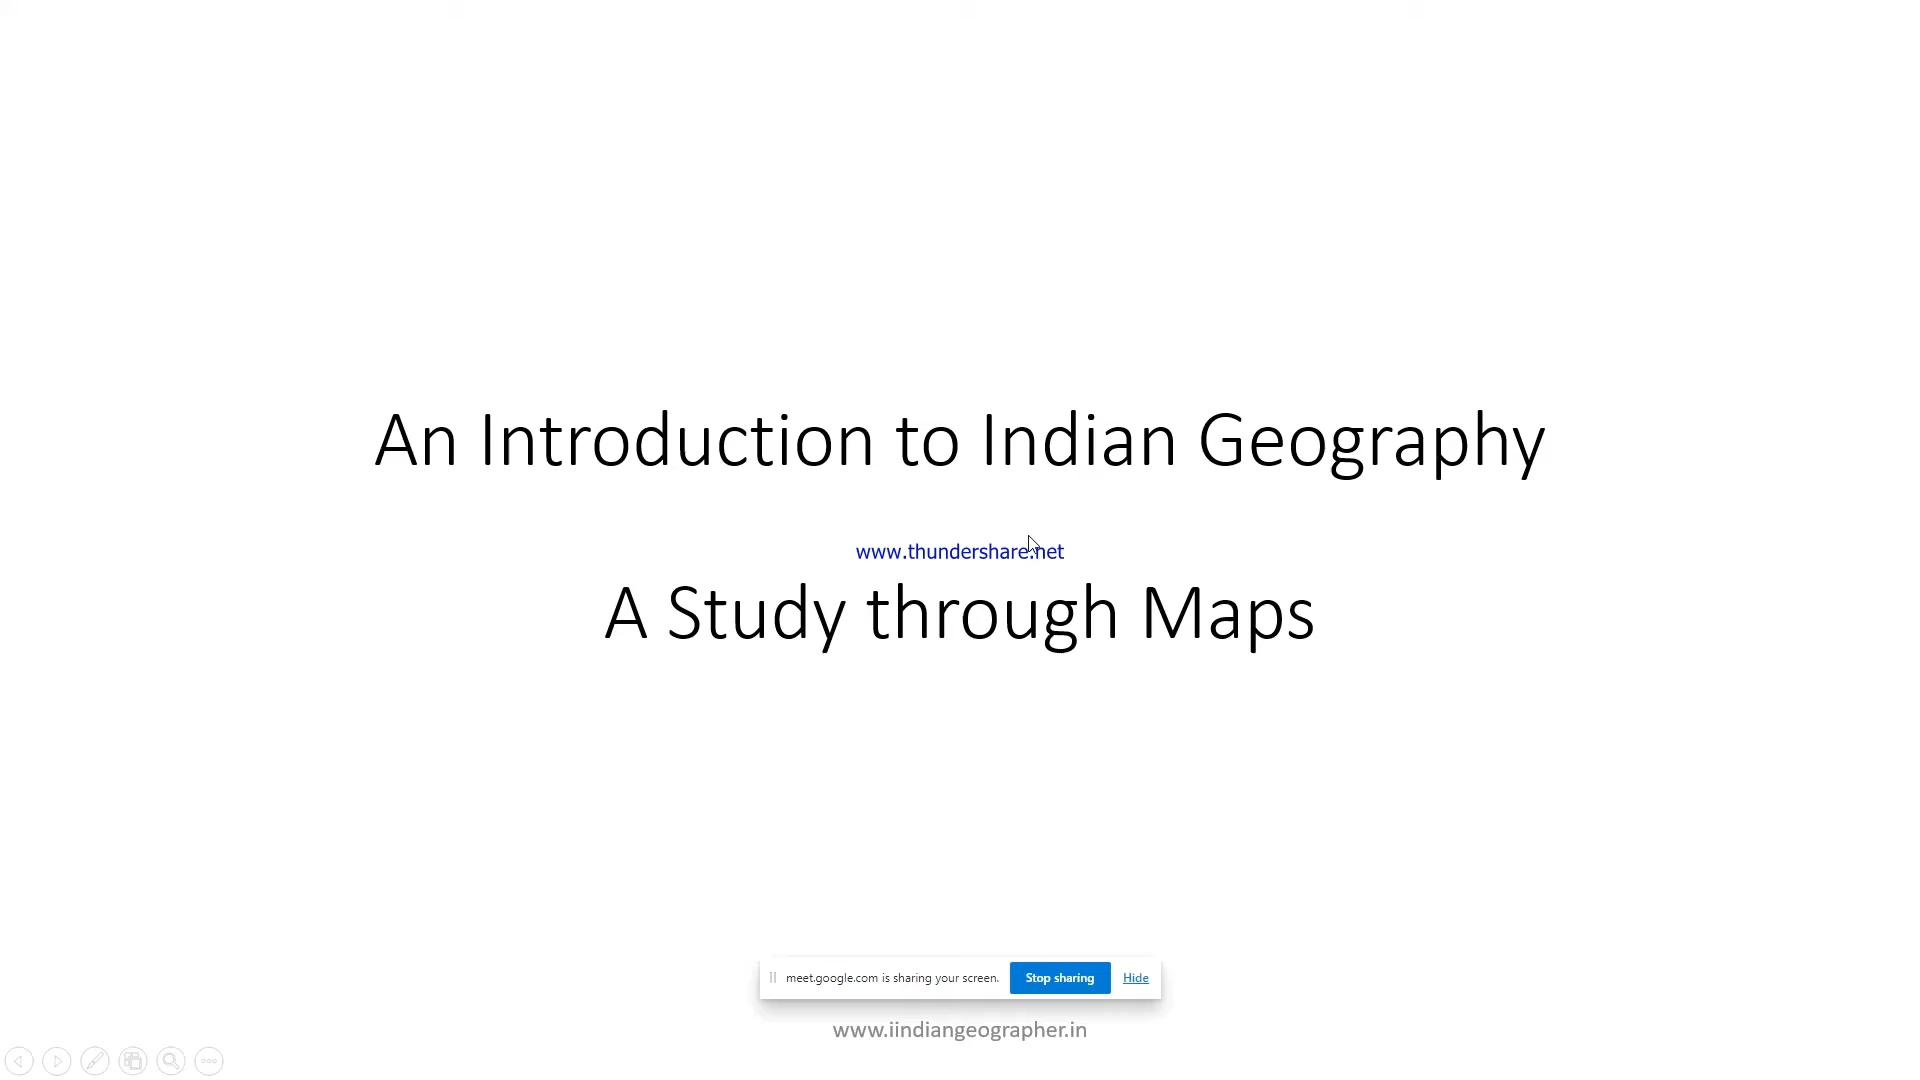 An Introduction to Indian Geography
www.thundershare.net
A Study through Maps
meet.google.com is sharing your screen. Stop sharing Hide
www.iindiangeographer.in